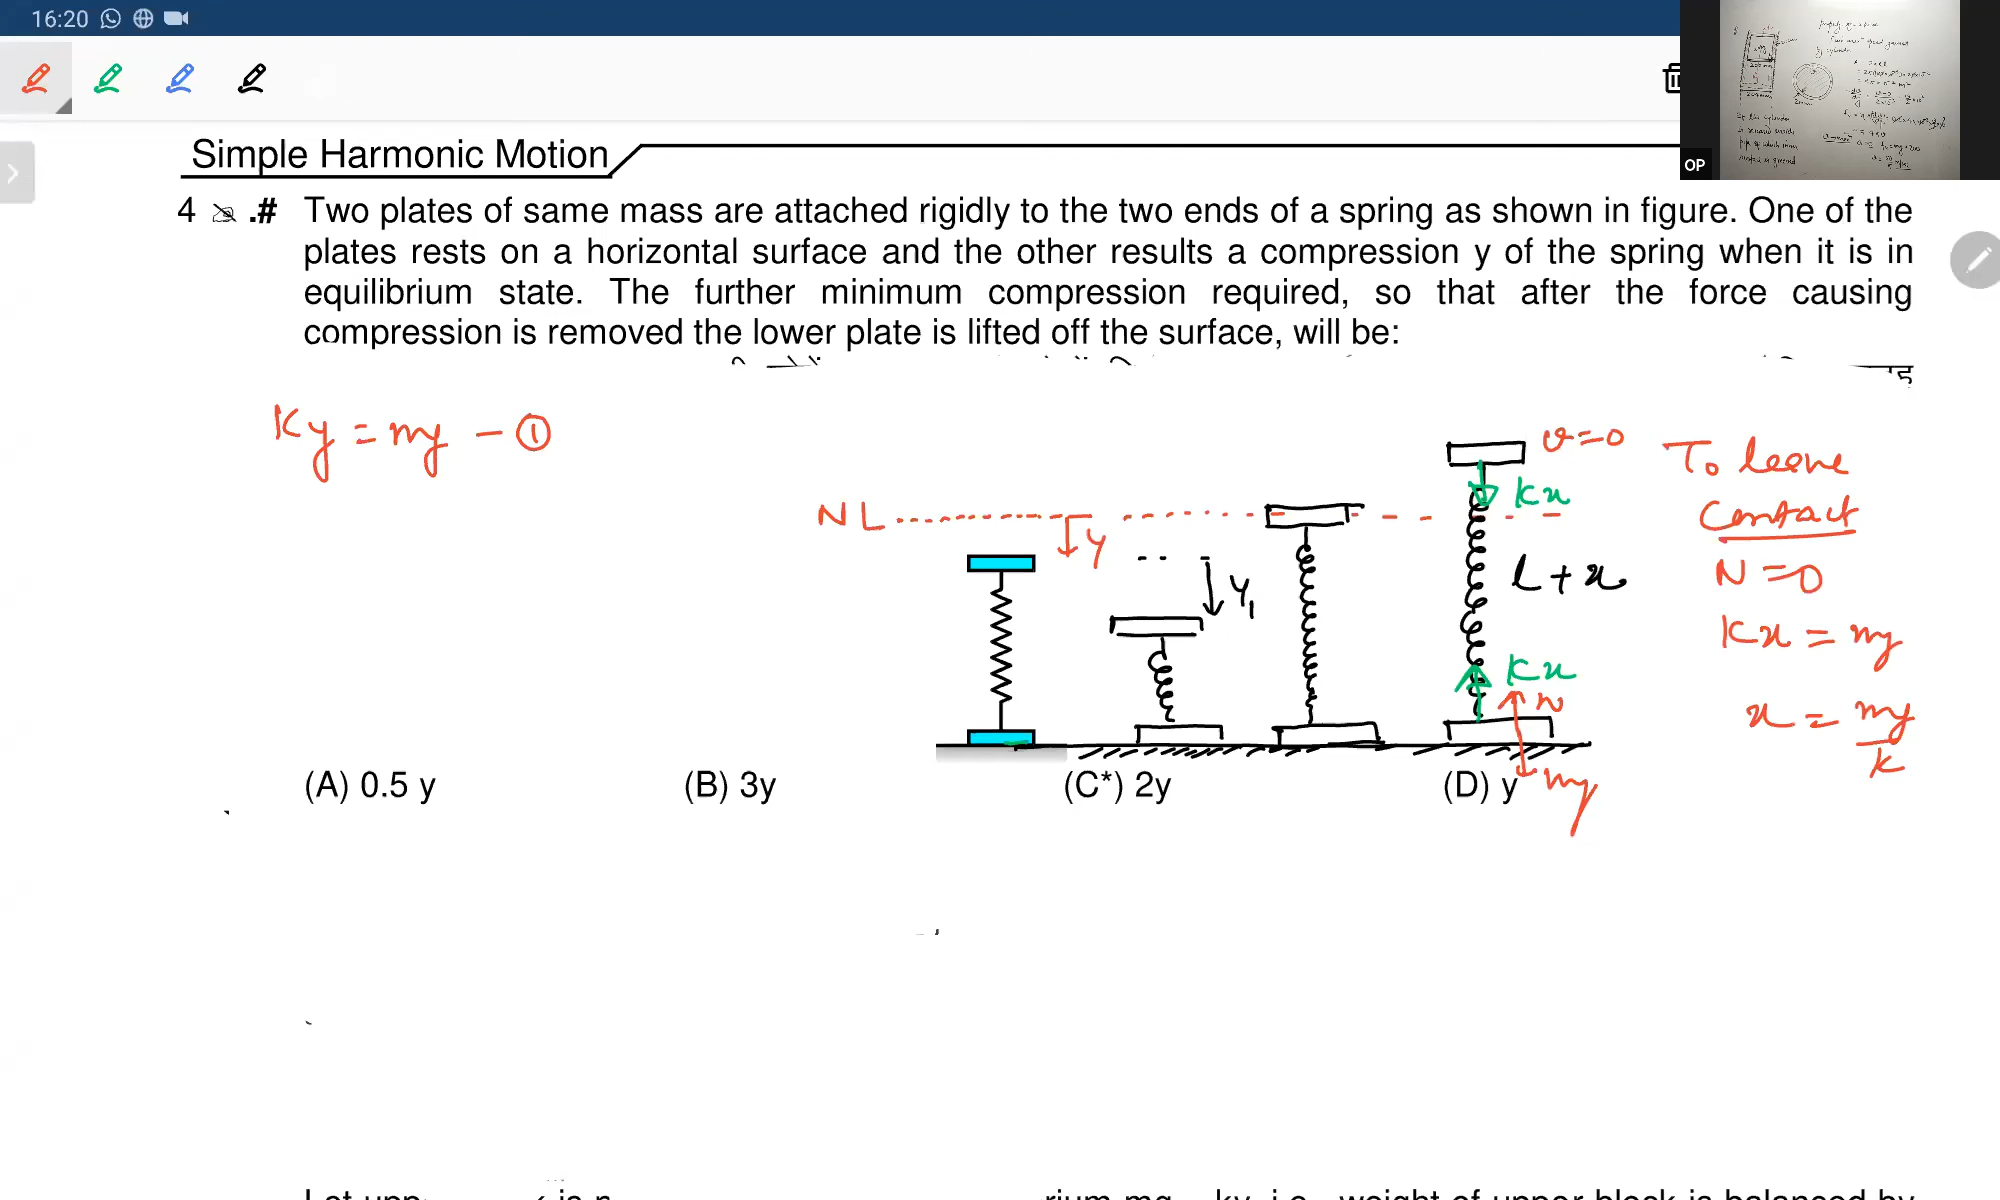 16:20
OP
Simple Harmonic Motion
4 .# Two plates of same mass are attached rigidly to the two ends of a spring as shown in figure. One of the
plates rests on a horizontal surface and the other results a compression y of the spring when it is in
equilibrium state. The further minimum compression required, so that after the force causing
compression is removed the lower plate is lifted off the surface, will be:
Ky = mg - ①
NL
y
y₁
v=0
Kx
l+x
Kx
N
mg
To leave
Contact
N=0
Kx = mg
x = mg/k
(A) 0.5 y (B) 3y (C*) 2y (D) y